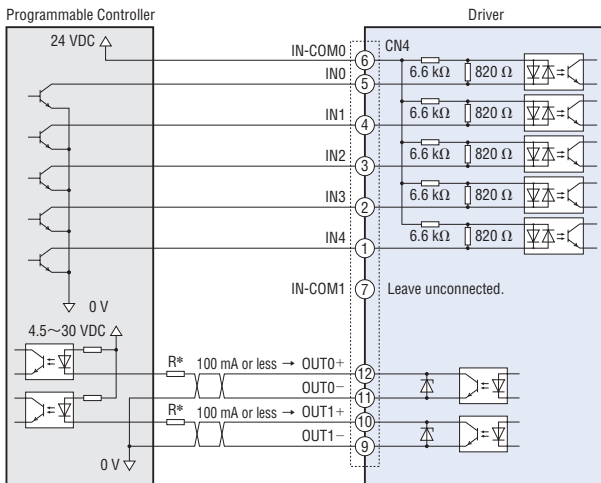 Programmable Controller
Driver
24 VDC
IN-COM0
6
CN4
6.6 kΩ
820 Ω
IN0
5
IN1
4
6.6 kΩ
820 Ω
IN2
3
6.6 kΩ
820 Ω
IN3
2
6.6 kΩ
820 Ω
IN4
1
6.6 kΩ
820 Ω
IN-COM1
7
Leave unconnected.
0 V
4.5～30 VDC
R*
100 mA or less → OUT0+
12
OUT0−
11
R*
100 mA or less → OUT1+
10
OUT1−
9
0 V